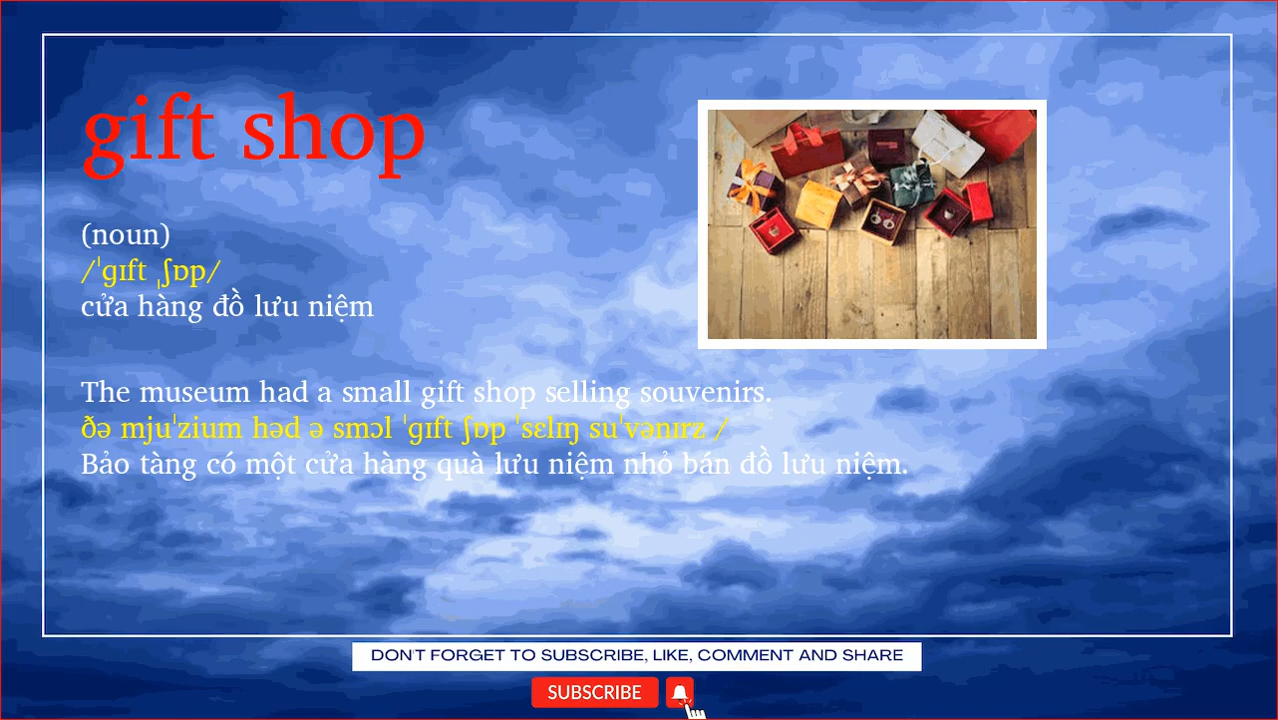 gift shop
(noun)
/ˈɡɪft ˌʃɒp/
cửa hàng đồ lưu niệm
The museum had a small gift shop selling souvenirs.
ðə mjuˈzium həd ə smɔl ˈɡɪft ʃɒp ˈsɛlɪŋ suˈvənɪrz /
Bảo tàng có một cửa hàng quà lưu niệm nhỏ bán đồ lưu niệm.
DON'T FORGET TO SUBSCRIBE, LIKE, COMMENT AND SHARE
SUBSCRIBE